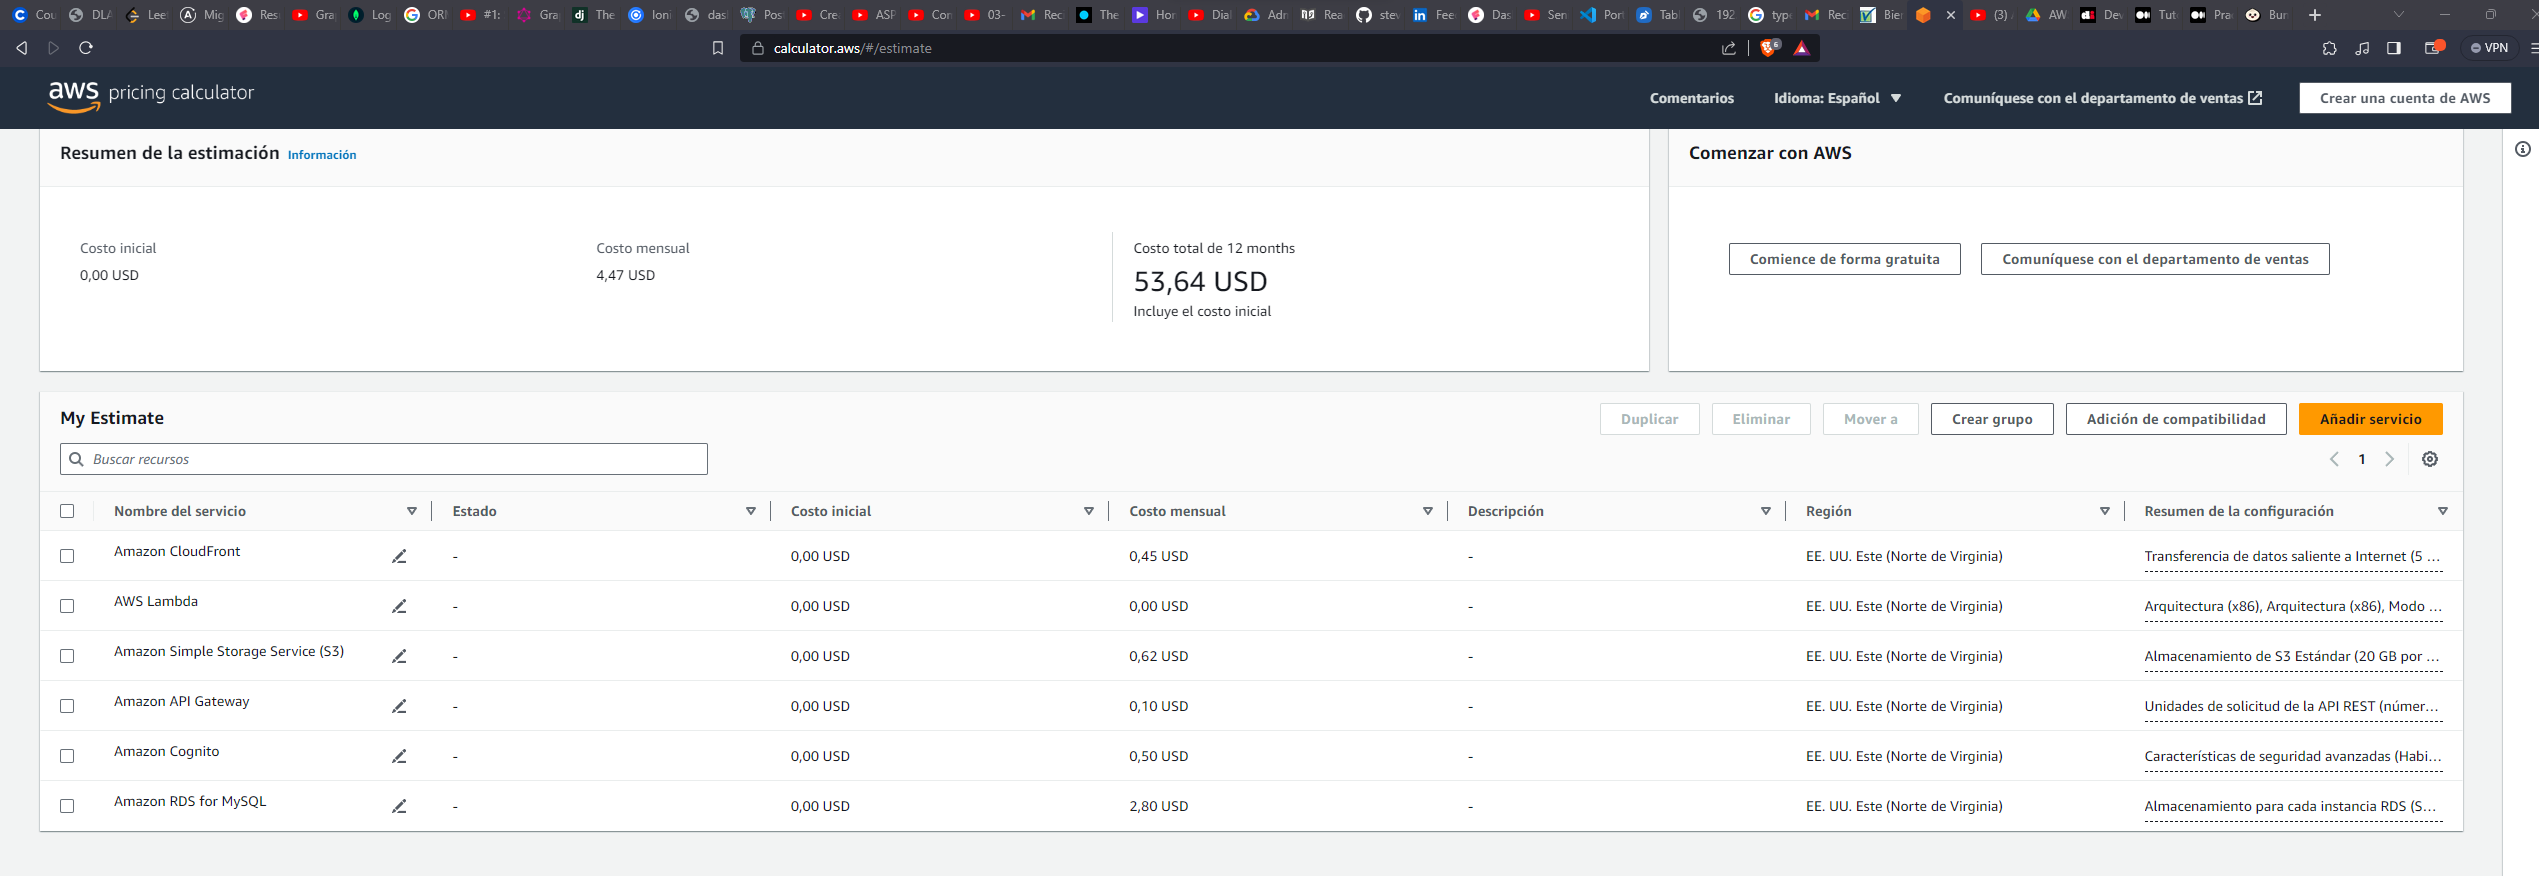 Cou
DLA
Leet
Mig
Res
Gra
Log
ORM
#1:
Gra
The
Ioni
das
Pos
Cre
ASP
Cor
03-
Rec
The
Hor
Dial
Adn
Rea
stev
Fee
Das
Sen
Port
Tabl
192
type
Reci
Bien
(3)
AW
Dev
Tut
Pra
Bur
calculator.aws/#/estimate
6
VPN
aws pricing calculator
Comentarios
Idioma: Español
Comuníquese con el departamento de ventas
Crear una cuenta de AWS
Resumen de la estimación Información
Comenzar con AWS
Costo inicial
0,00 USD
Costo mensual
4,47 USD
Costo total de 12 months
53,64 USD
Incluye el costo inicial
Comience de forma gratuita
Comuníquese con el departamento de ventas
My Estimate
Duplicar
Eliminar
Mover a
Crear grupo
Adición de compatibilidad
Añadir servicio
Buscar recursos
1
Nombre del servicio Estado Costo inicial Costo mensual Descripción Región Resumen de la configuración
Amazon CloudFront - 0,00 USD 0,45 USD - EE. UU. Este (Norte de Virginia) Transferencia de datos saliente a Internet (5 ...
AWS Lambda - 0,00 USD 0,00 USD - EE. UU. Este (Norte de Virginia) Arquitectura (x86), Arquitectura (x86), Modo ...
Amazon Simple Storage Service (S3) - 0,00 USD 0,62 USD - EE. UU. Este (Norte de Virginia) Almacenamiento de S3 Estándar (20 GB por ...
Amazon API Gateway - 0,00 USD 0,10 USD - EE. UU. Este (Norte de Virginia) Unidades de solicitud de la API REST (númer...
Amazon Cognito - 0,00 USD 0,50 USD - EE. UU. Este (Norte de Virginia) Características de seguridad avanzadas (Habi...
Amazon RDS for MySQL - 0,00 USD 2,80 USD - EE. UU. Este (Norte de Virginia) Almacenamiento para cada instancia RDS (S...